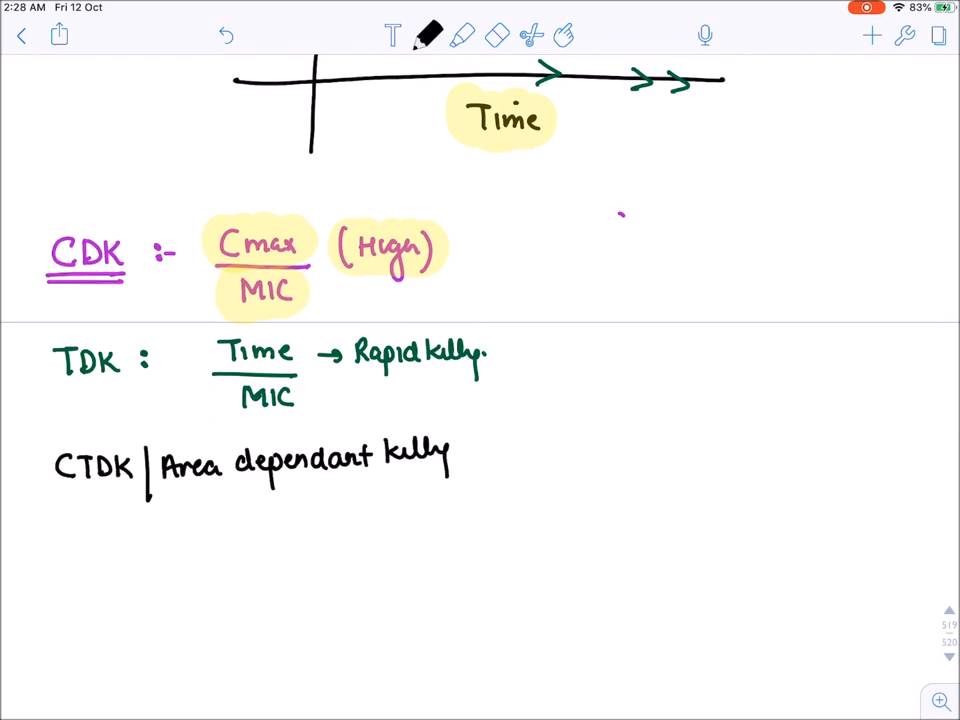 2:28 AM Fri 12 Oct 83%
T
Time
CDK :- Cmax (High)
MIC
TDK : Time → Rapid killy.
MIC
CTDK | Area dependant killy
519
520